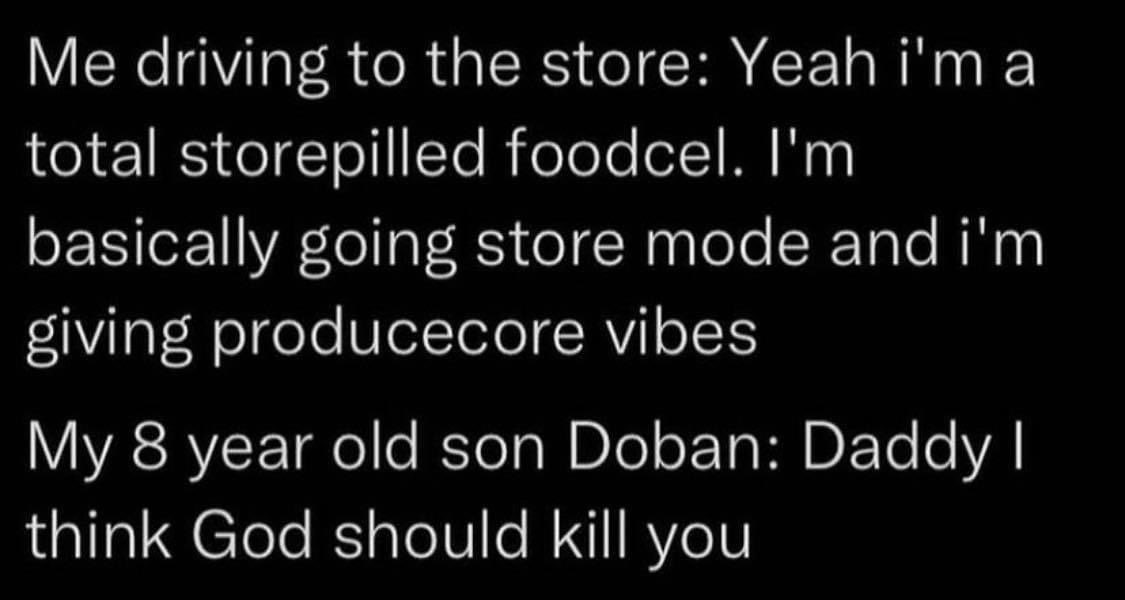 Me driving to the store: Yeah i'm a
total storepilled foodcel. I'm
basically going store mode and i'm
giving producecore vibes
My 8 year old son Doban: Daddy I
think God should kill you